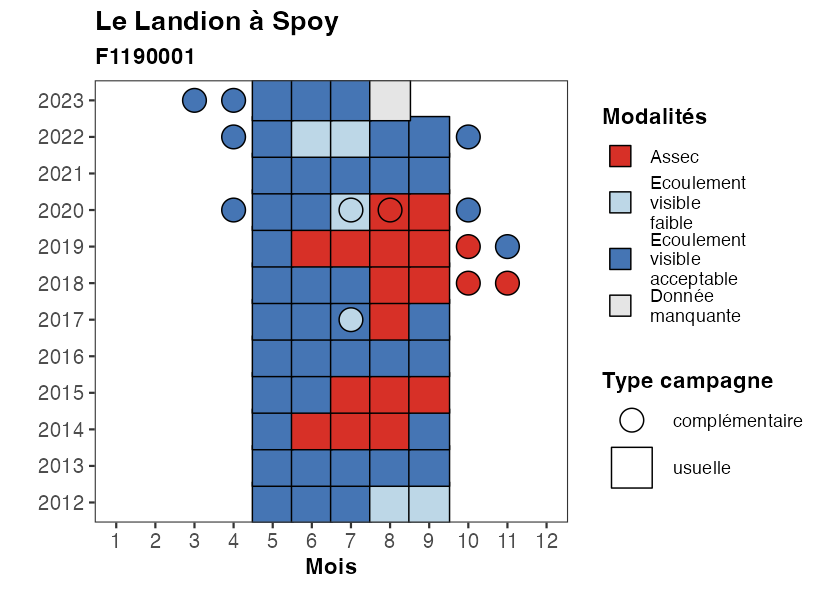 Le Landion à Spoy
F1190001
2023
2022
2021
2020
2019
2018
2017
2016
2015
2014
2013
2012
1 2 3 4 5 6 7 8 9 10 11 12
Mois
Modalités
Assec
Ecoulement
visible
faible
Ecoulement
visible
acceptable
Donnée
manquante
Type campagne
complémentaire
usuelle